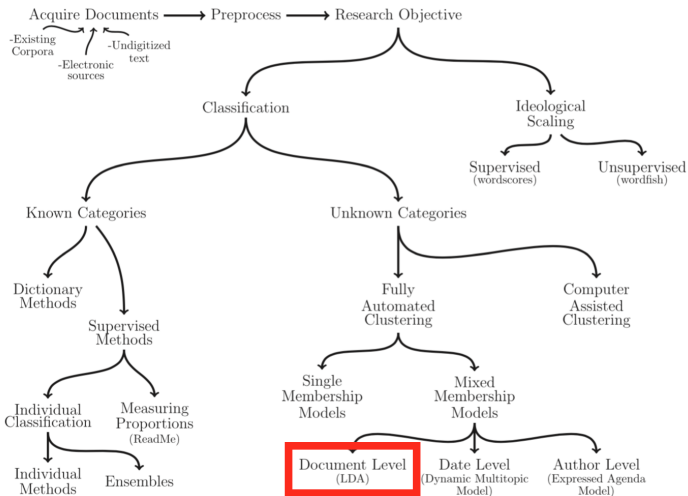 Acquire Documents
Preprocess
Research Objective
-Existing
Corpora
-Electronic
sources
-Undigitized
text
Classification
Ideological
Scaling
Supervised
(wordscores)
Unsupervised
(wordfish)
Known Categories
Unknown Categories
Dictionary
Methods
Supervised
Methods
Fully
Automated
Clustering
Computer
Assisted
Clustering
Individual
Classification
Measuring
Proportions
(ReadMe)
Single
Membership
Models
Mixed
Membership
Models
Individual
Methods
Ensembles
Document Level
(LDA)
Date Level
(Dynamic Multitopic
Model)
Author Level
(Expressed Agenda
Model)